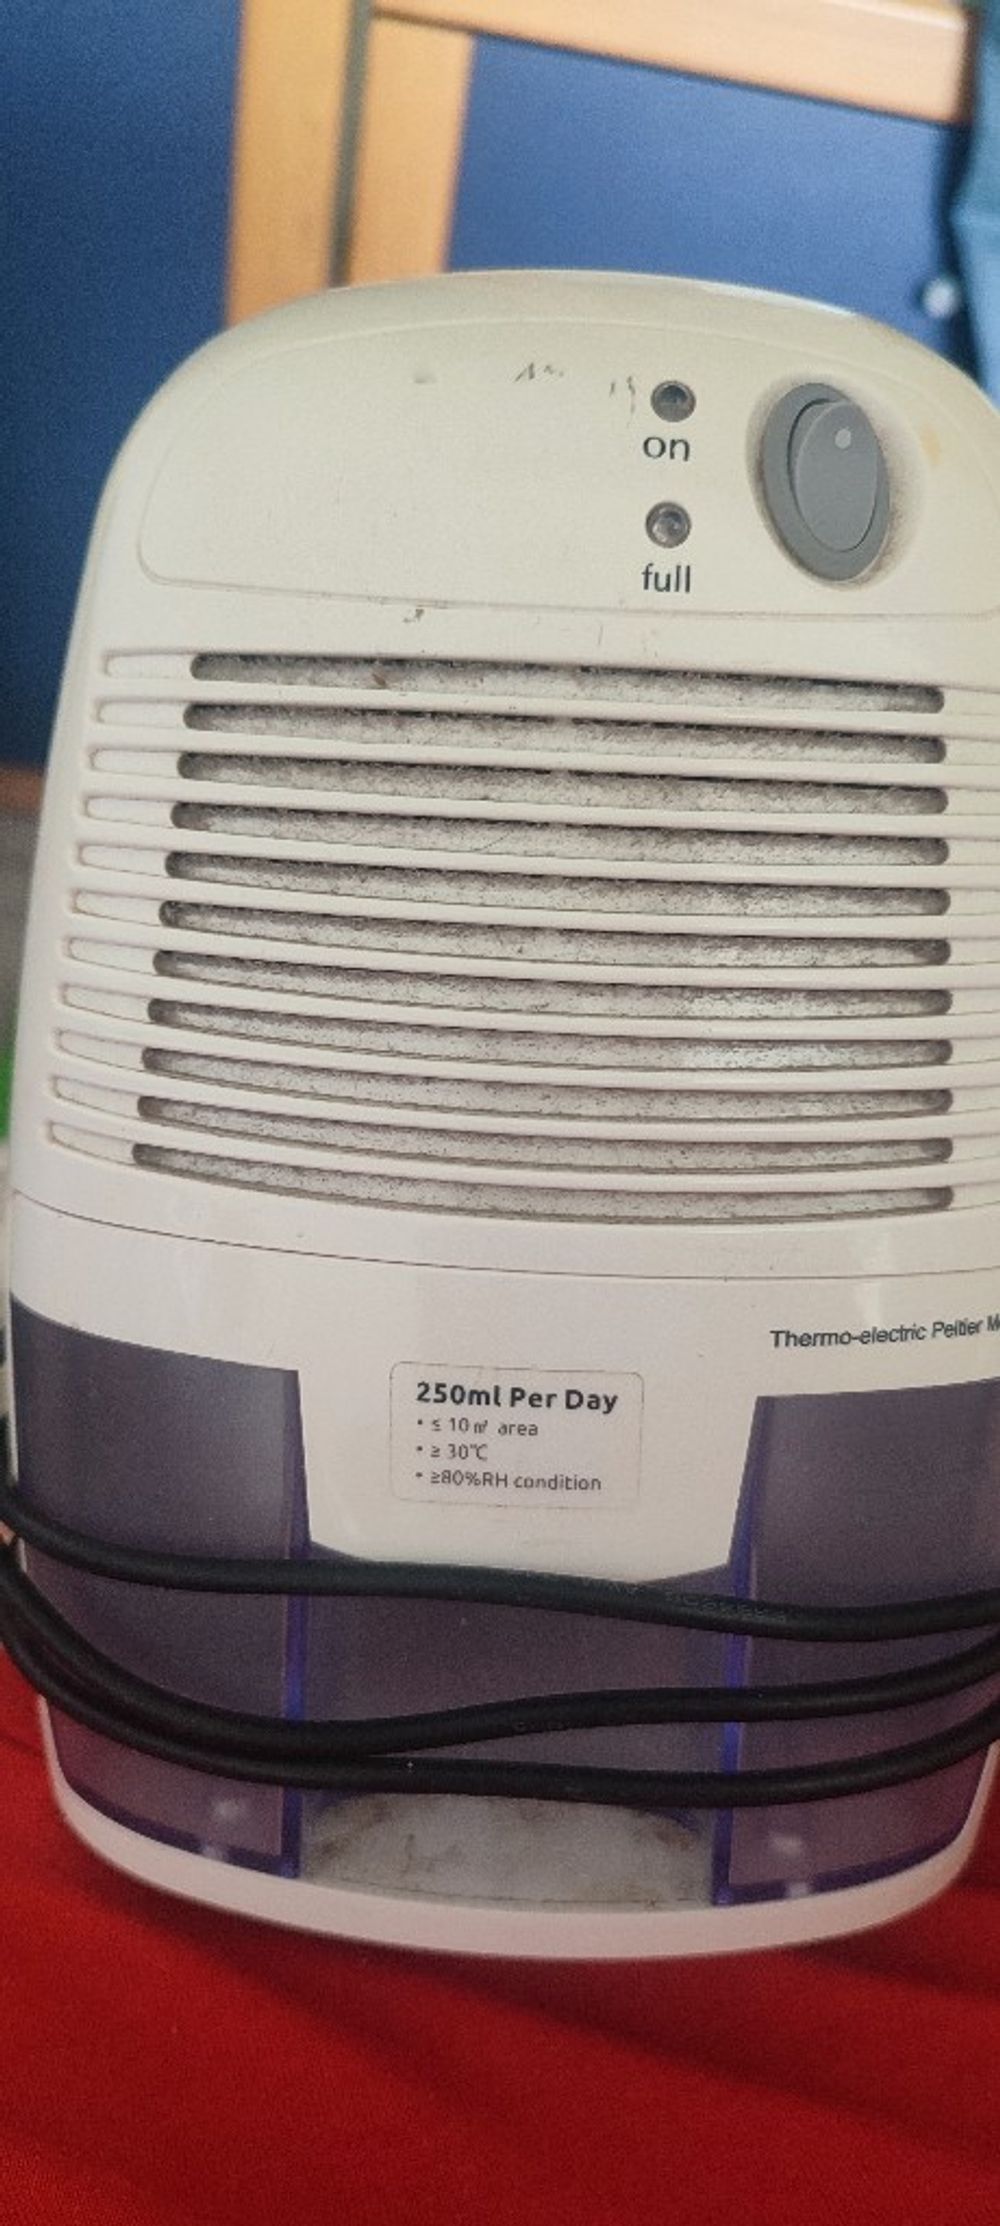 on
full
Thermo-electric Peltier
250ml Per Day
• ≤ 10㎡ area
• ≥ 30℃
• ≥80%RH condition